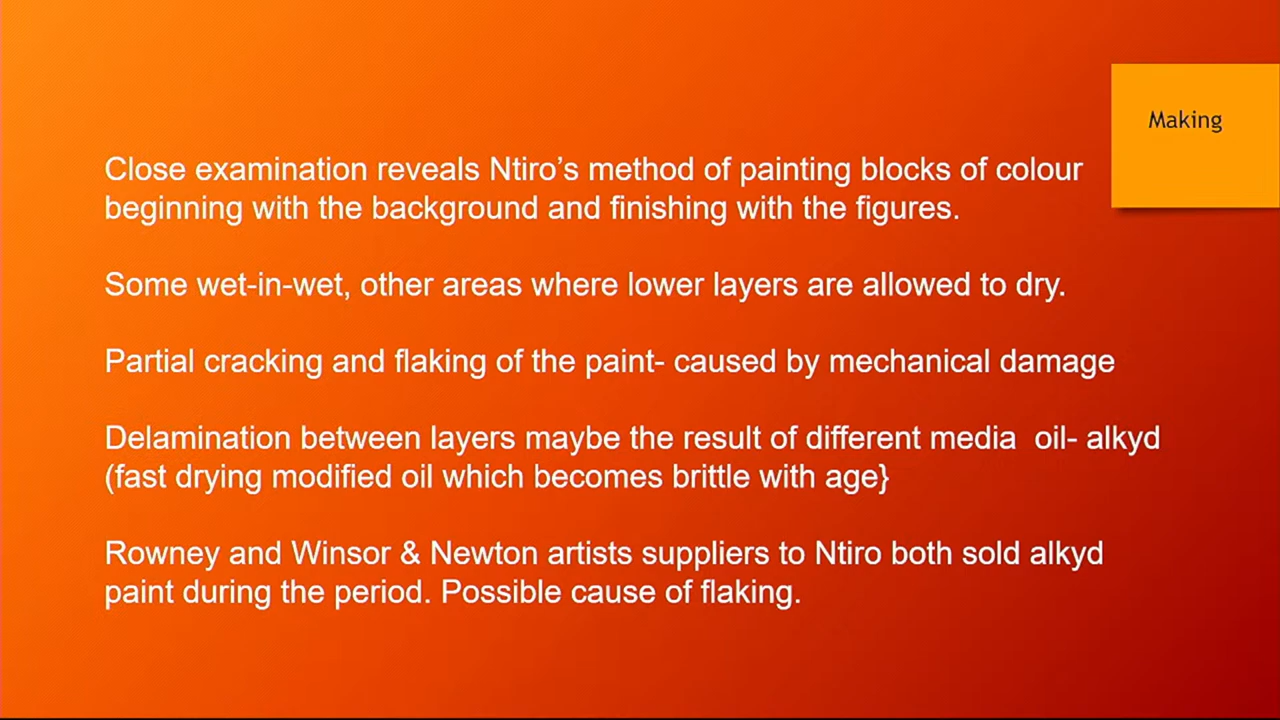 Making
Close examination reveals Ntiro’s method of painting blocks of colour
beginning with the background and finishing with the figures.
Some wet-in-wet, other areas where lower layers are allowed to dry.
Partial cracking and flaking of the paint- caused by mechanical damage
Delamination between layers maybe the result of different media  oil- alkyd
(fast drying modified oil which becomes brittle with age}
Rowney and Winsor & Newton artists suppliers to Ntiro both sold alkyd
paint during the period. Possible cause of flaking.